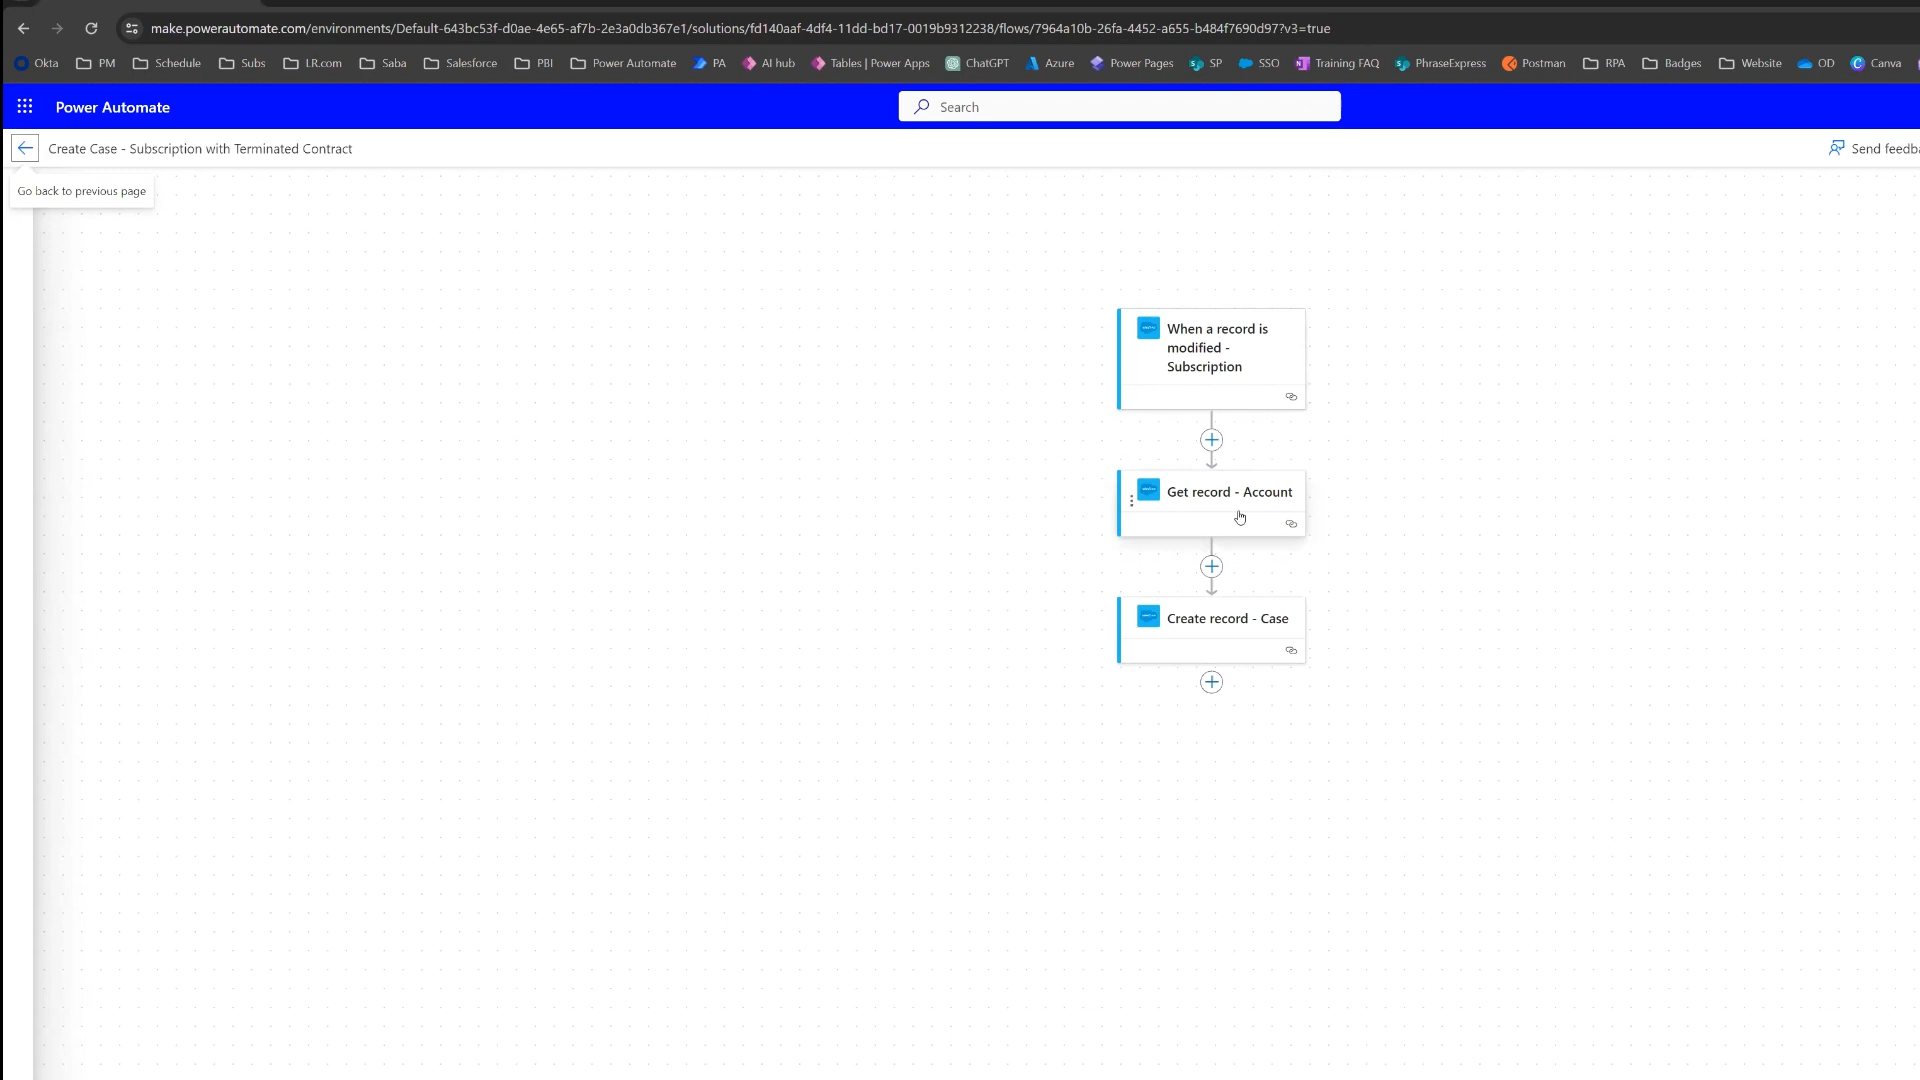 make.powerautomate.com/environments/Default-643bc53f-d0ae-4e65-af7b-2e3a0db367e1/solutions/fd140aaf-4df4-11dd-bd17-0019b9312238/flows/7964a10b-26fa-4452-a655-b484f7690d97?v3=true
Okta PM Schedule Subs LR.com Saba Salesforce PBI Power Automate PA AI hub Tables | Power Apps ChatGPT Azure Power Pages SP SSO Training FAQ PhraseExpress Postman RPA Badges Website OD Canva
Power Automate
Search
Create Case - Subscription with Terminated Contract
Send feedba
Go back to previous page
When a record is
modified -
Subscription
Get record - Account
Create record - Case